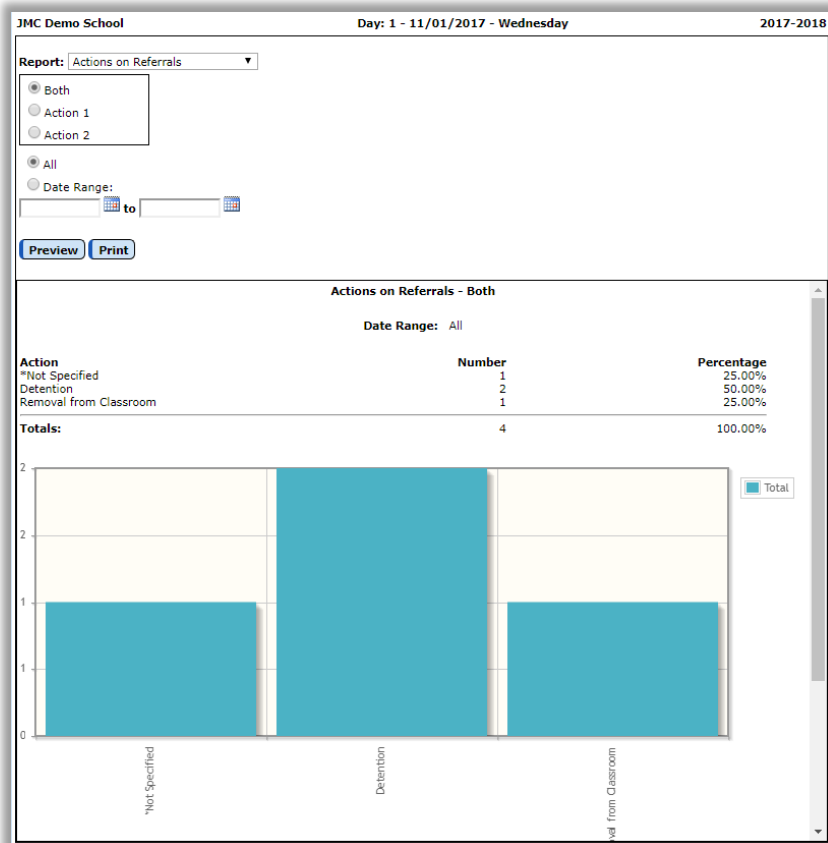 JMC Demo School Day: 1 - 11/01/2017 - Wednesday 2017-2018
Report: Actions on Referrals
Both
Action 1
Action 2
All
Date Range:
to
Preview Print
Actions on Referrals - Both
Date Range: All
Action Number Percentage
*Not Specified 1 25.00%
Detention 2 50.00%
Removal from Classroom 1 25.00%
Totals: 4 100.00%
2
2
1
1
0
Total
*Not Specified
Detention
val from Classroom